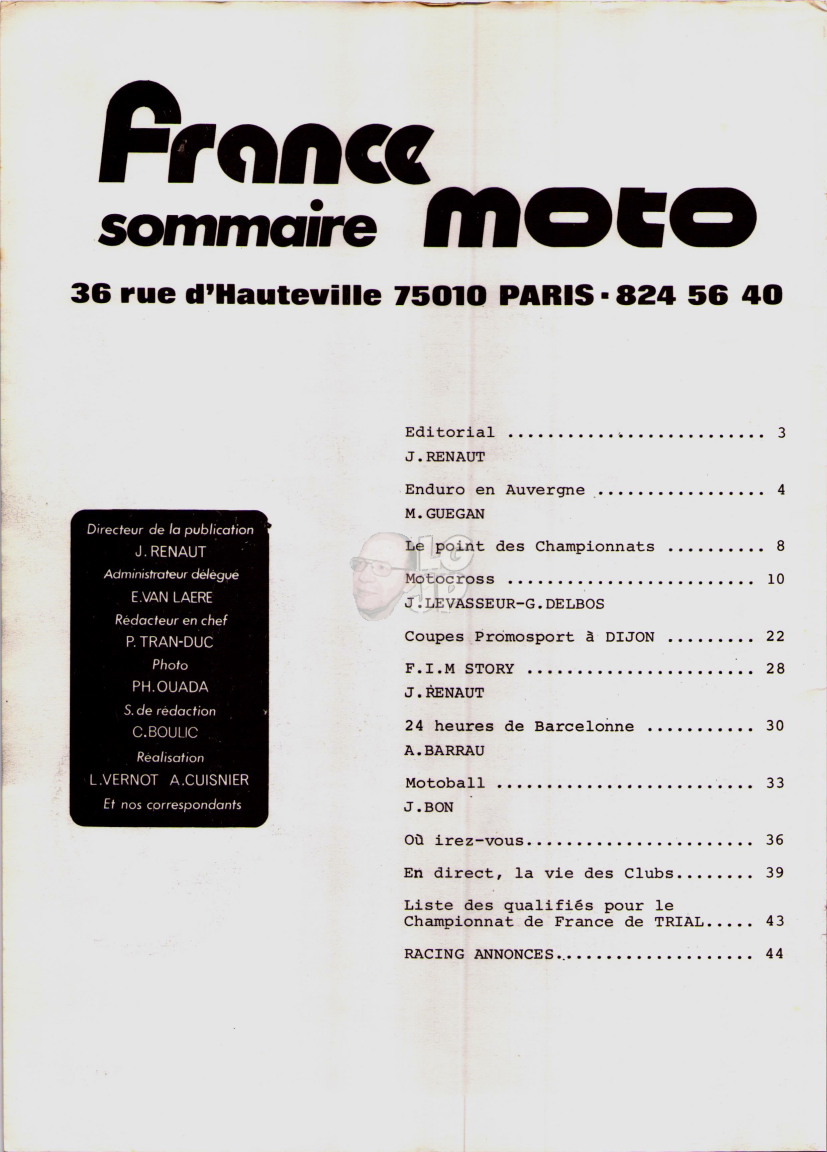 France
sommaire moto
36 rue d'Hauteville 75010 PARIS ▪ 824 56 40
Directeur de la publication
J. RENAUT
Administrateur délégué
E.VAN LAERE
Rédacteur en chef
P. TRAN-DUC
Photo
PH.OUADA
S. de rédaction
C.BOULIC
Réalisation
L.VERNOT A.CUISNIER
Et nos correspondants
Editorial .......................... 3
J.RENAUT
Enduro en Auvergne ................. 4
M.GUEGAN
Le point des Championnats .......... 8
Motocross ......................... 10
J.LEVASSEUR-G.DELBOS
Coupes Promosport à DIJON ......... 22
F.I.M STORY ....................... 28
J.RENAUT
24 heures de Barcelonne ........... 30
A.BARRAU
Motoball .......................... 33
J.BON
Où irez-vous....................... 36
En direct, la vie des Clubs........ 39
Liste des qualifiés pour le
Championnat de France de TRIAL..... 43
RACING ANNONCES.................... 44
LG
JP